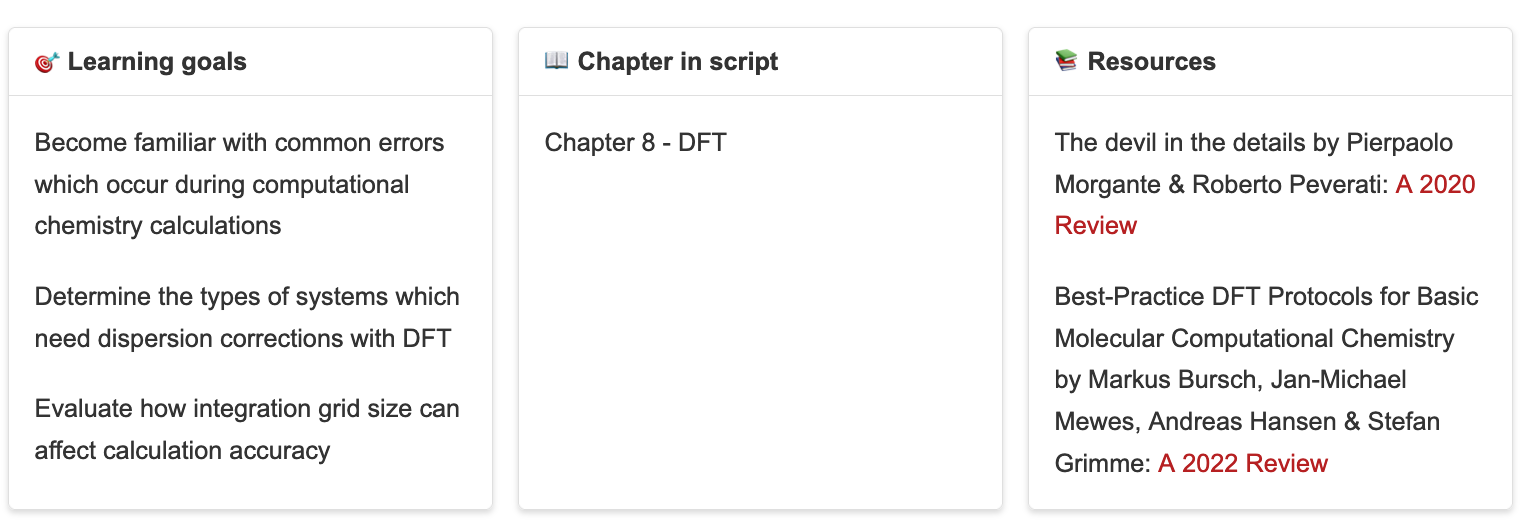 Learning goals
Become familiar with common errors
which occur during computational
chemistry calculations
Determine the types of systems which
need dispersion corrections with DFT
Evaluate how integration grid size can
affect calculation accuracy
Chapter in script
Chapter 8 - DFT
Resources
The devil in the details by Pierpaolo
Morgante & Roberto Peverati: A 2020
Review
Best-Practice DFT Protocols for Basic
Molecular Computational Chemistry
by Markus Bursch, Jan-Michael
Mewes, Andreas Hansen & Stefan
Grimme: A 2022 Review